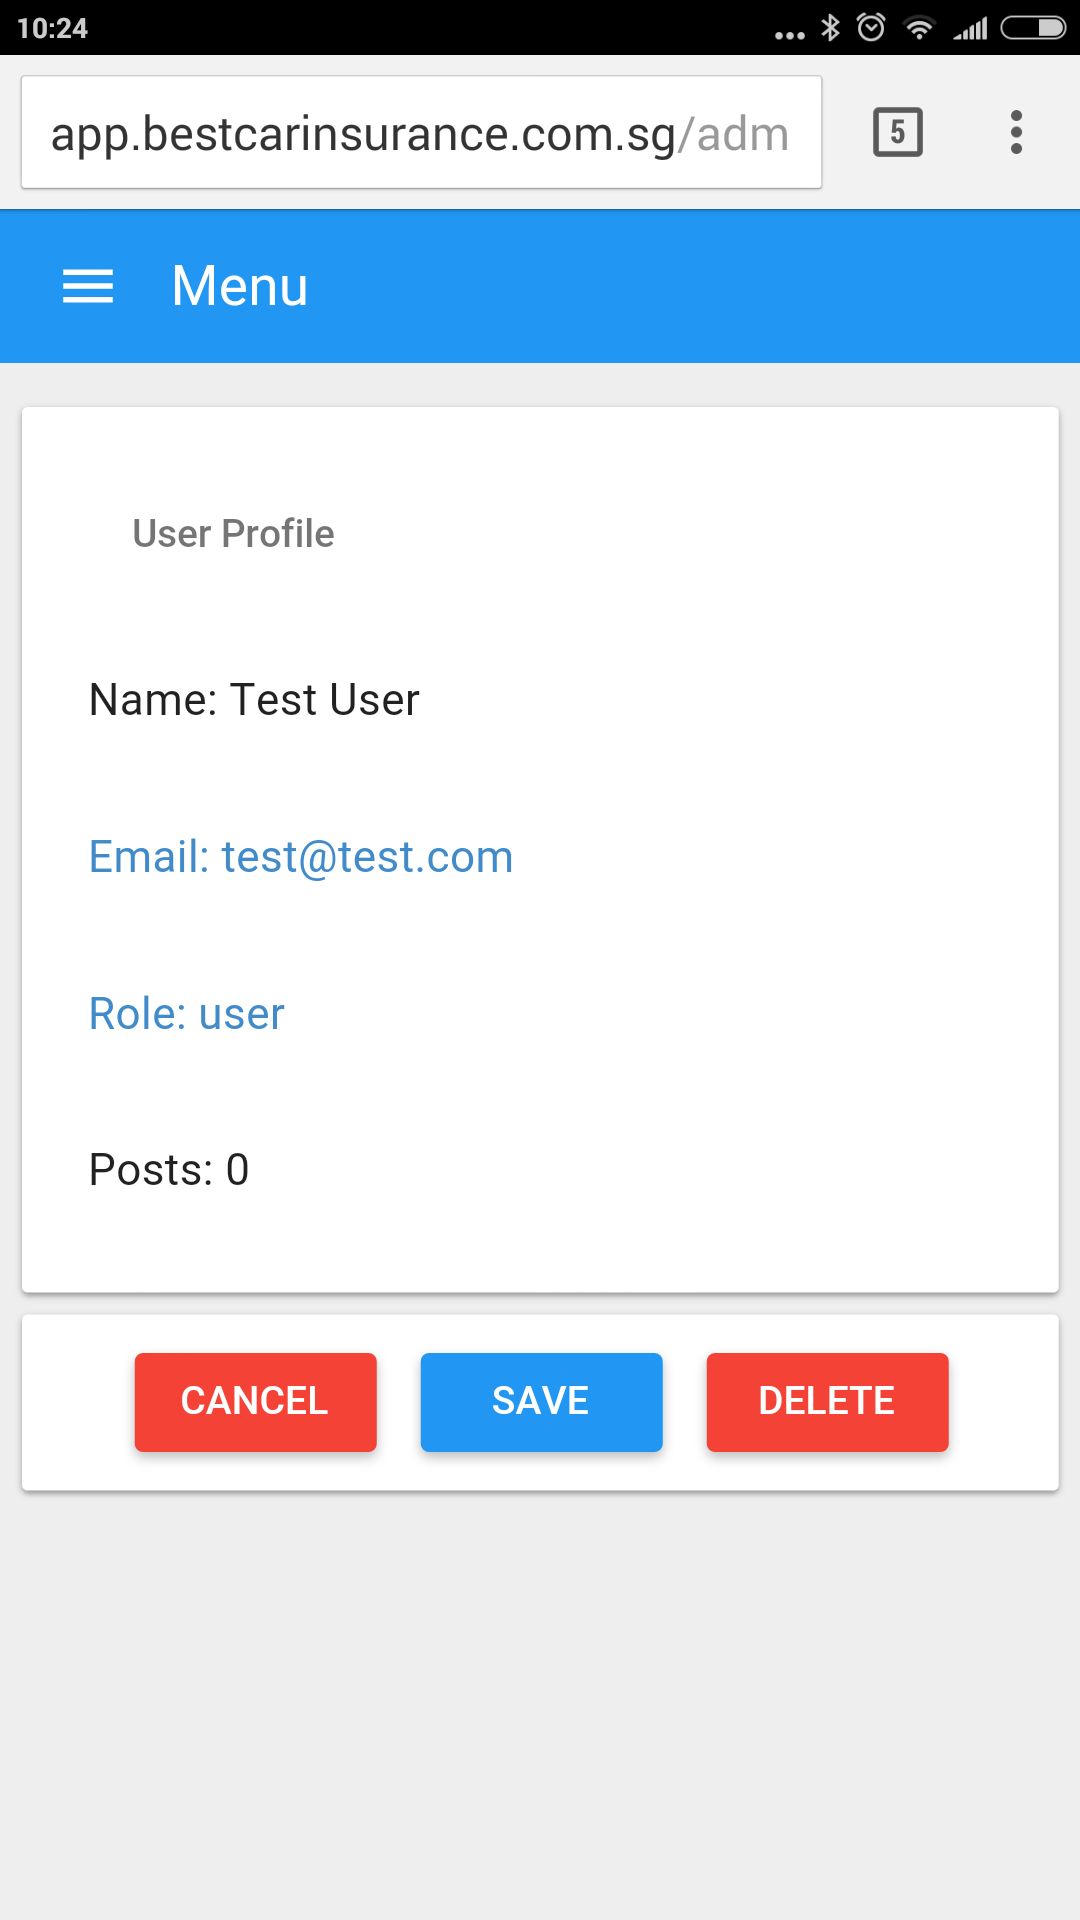 10:24
app.bestcarinsurance.com.sg/adm
5
Menu
User Profile
Name: Test User
Email: test@test.com
Role: user
Posts: 0
CANCEL SAVE DELETE